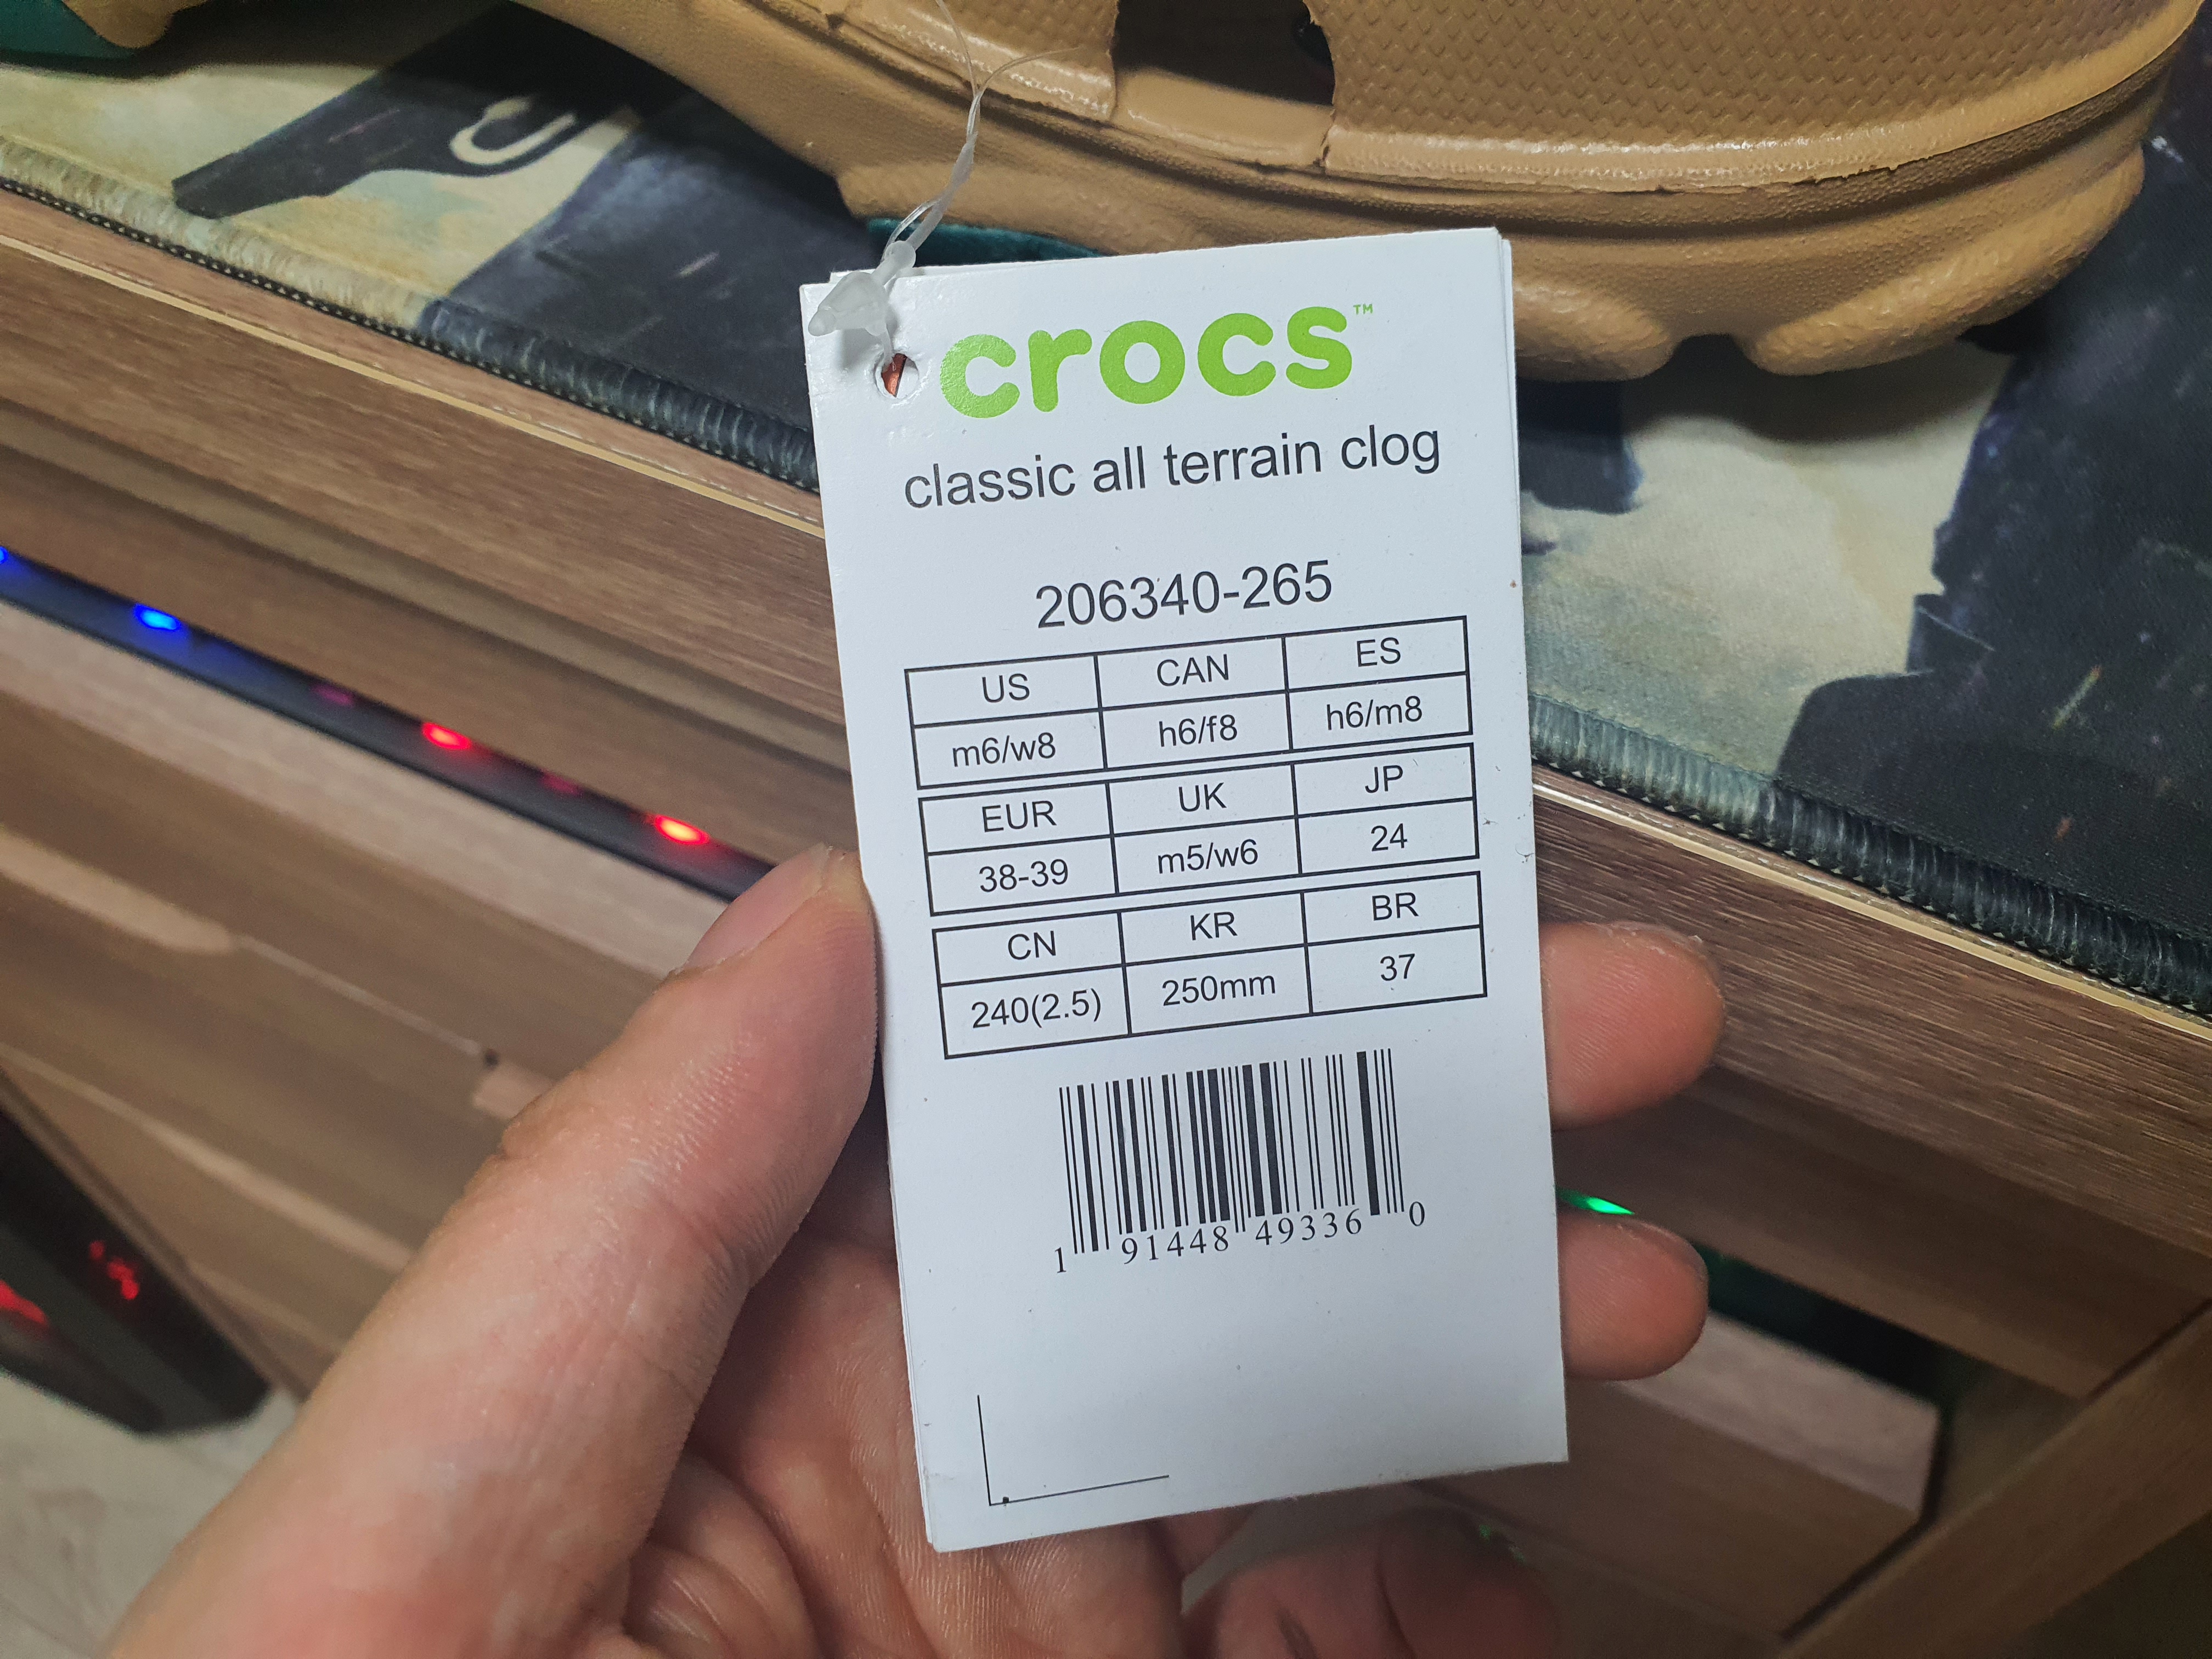 crocs™
classic all terrain clog
206340-265
US CAN ES
m6/w8 h6/f8 h6/m8
EUR UK JP
38-39 m5/w6 24
CN KR BR
240(2.5) 250mm 37
1 91448 49336 0